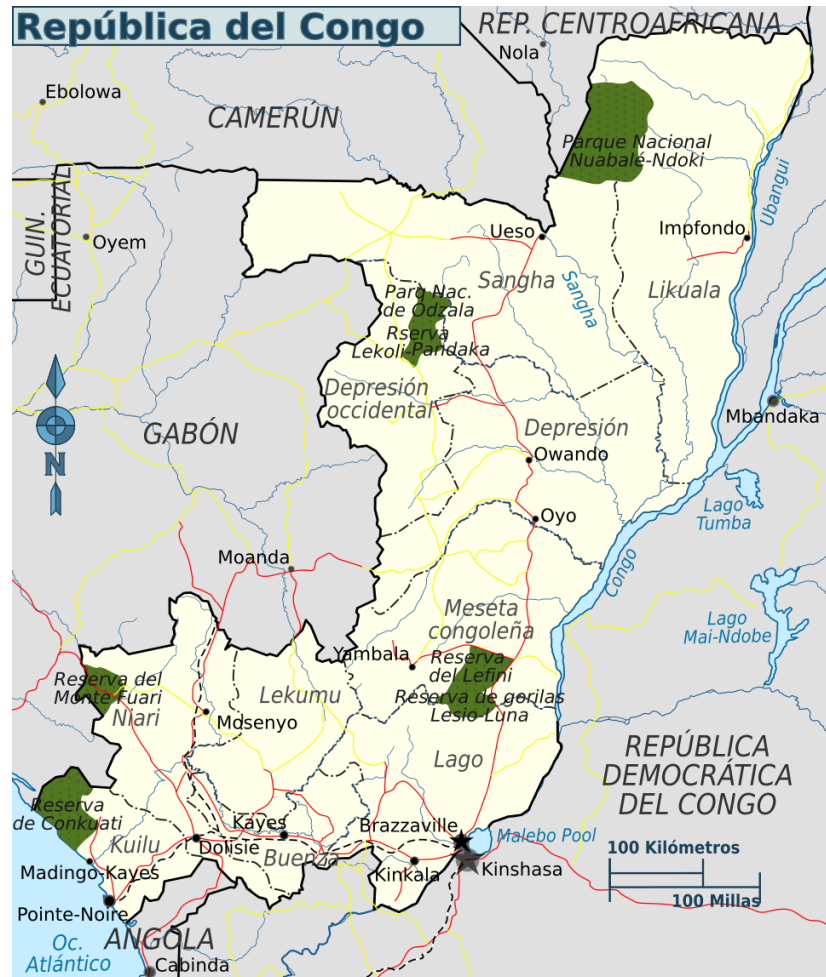 República del Congo
REP. CENTROAFRICANA
Nola
Ebolowa
CAMERÚN
Parque Nacional
Nuabalé-Ndoki
Ubangui
GUIN.
ECUATORIAL
Oyem
Ueso
Impfondo
Sangha
Sangha
Likuala
Parq Nac.
de Odzala
Rserva
Lekoli-Pandaka
Depresión
occidental
Mbandaka
GABÓN
Depresión
Owando
N
Lago
Tumba
Oyo
Moanda
Congo
Meseta
congoleña
Lago
Mai-Ndobe
Yambala
Reserva
del Lefini
Reserva de gorilas
Lesio-Luna
Reserva del
Monte Fuari
Niari
Lekumu
Mosenyo
Lago
REPÚBLICA
DEMOCRÁTICA
DEL CONGO
Reserva
de Conkuati
Kayes
Brazzaville
Malebo Pool
Kuilu
Dolisie
Buenza
100 Kilómetros
Madingo-Kayes
Kinkala
Kinshasa
100 Millas
Pointe-Noire
ANGOLA
Oc.
Atlántico
Cabinda